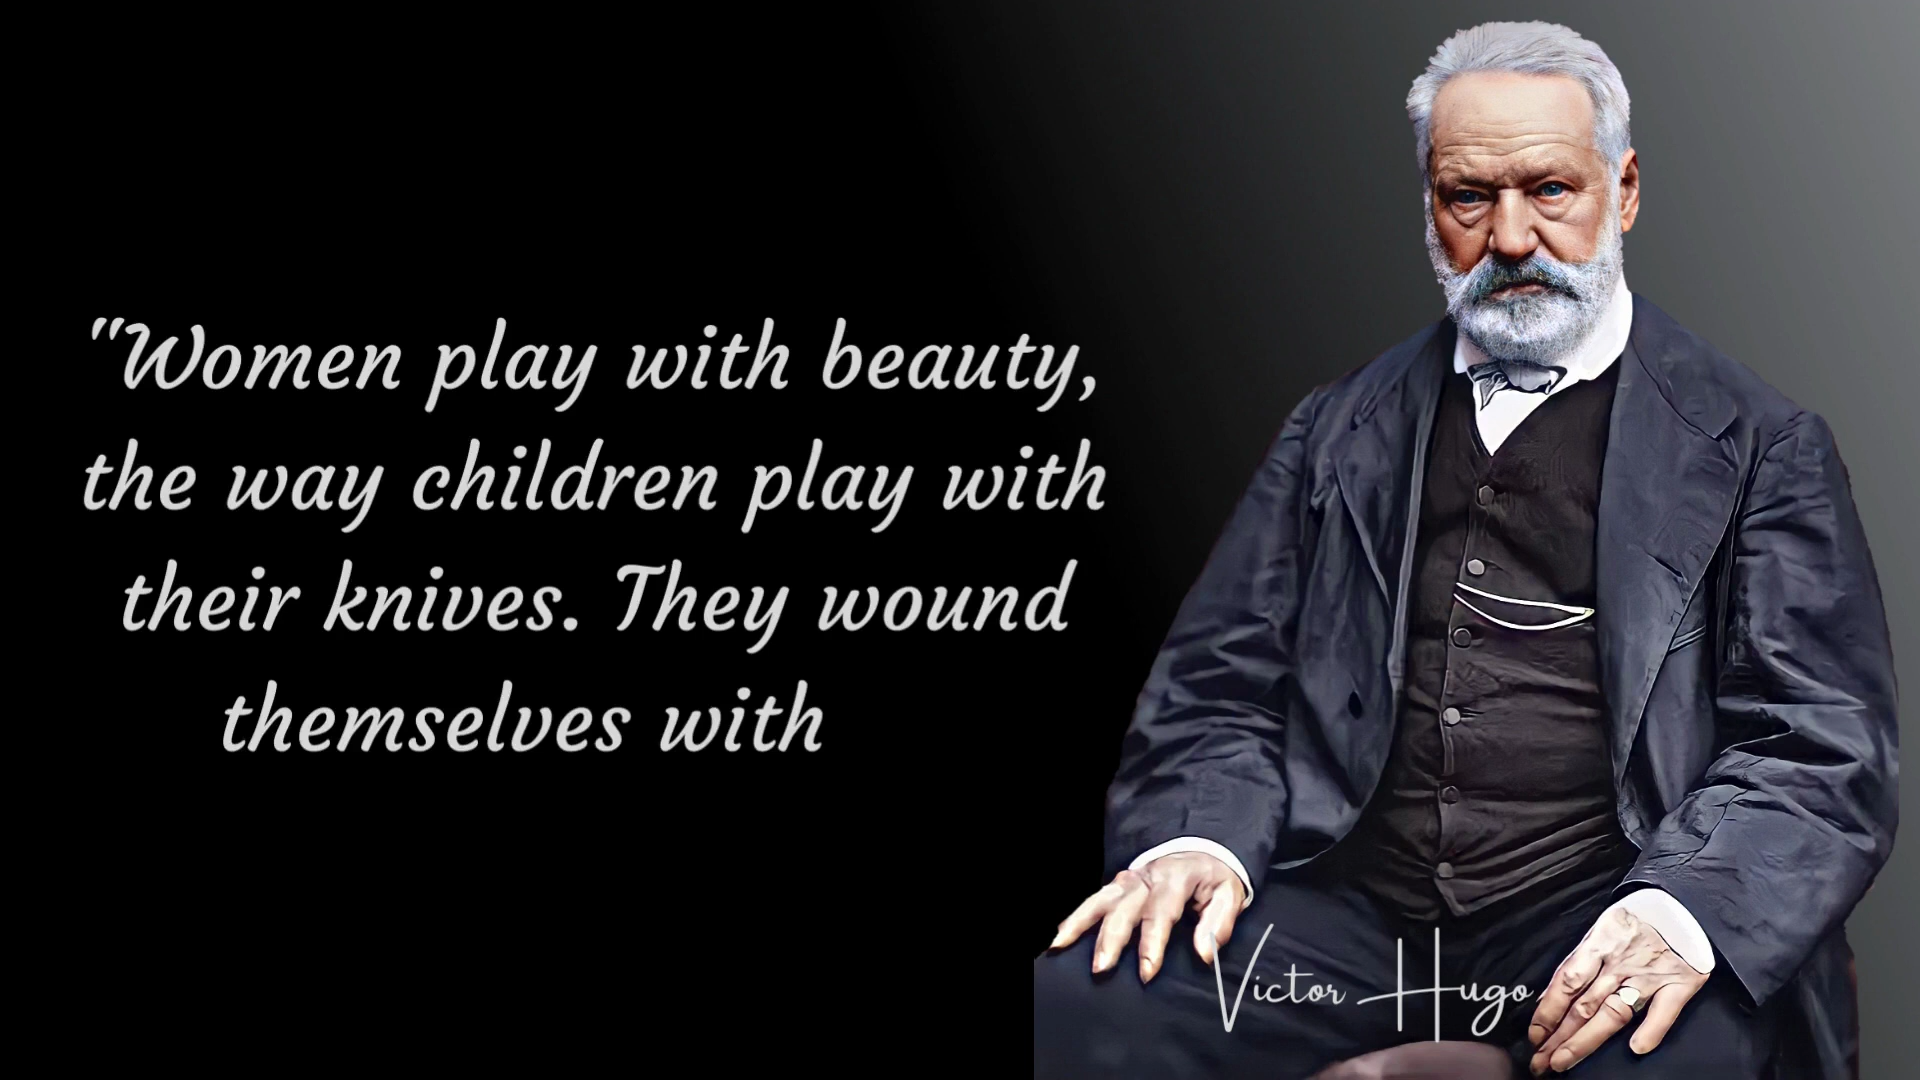 "Women play with beauty,
the way children play with
their knives. They wound
themselves with
Victor Hugo